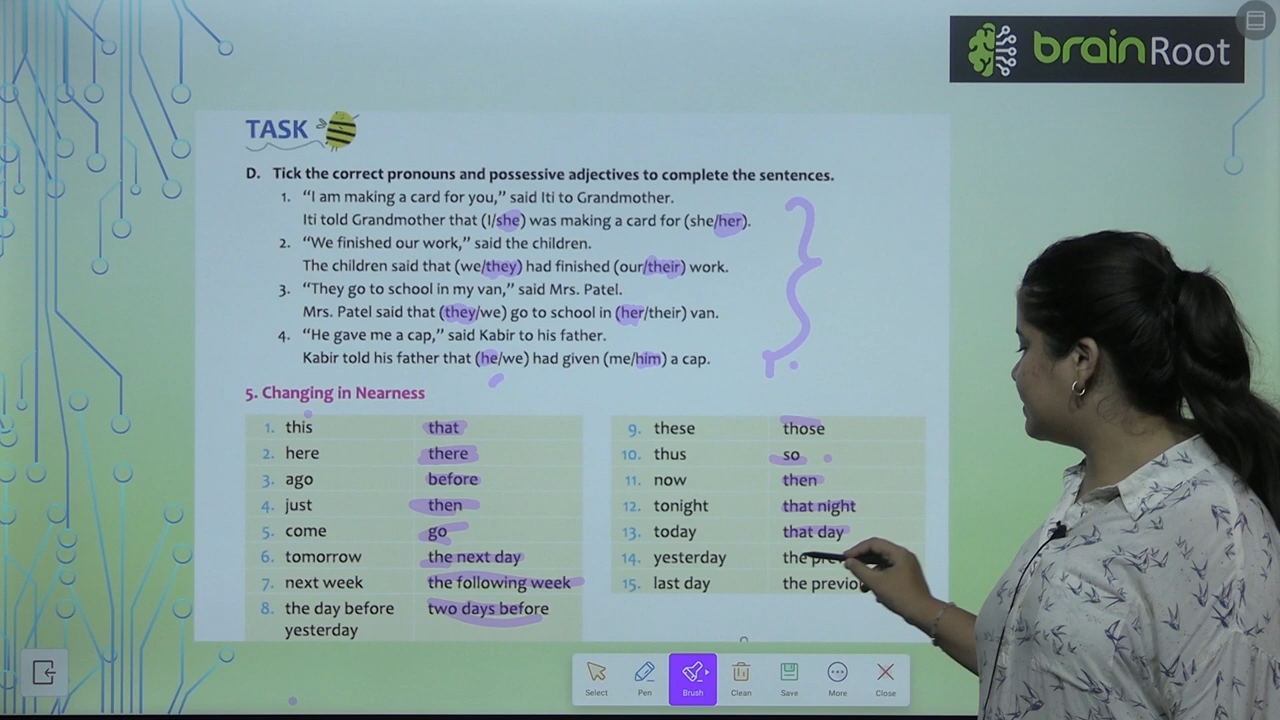 brainRoot
TASK
D. Tick the correct pronouns and possessive adjectives to complete the sentences.
1. “I am making a card for you,” said Iti to Grandmother.
Iti told Grandmother that (I/she) was making a card for (she/her).
2. “We finished our work,” said the children.
The children said that (we/they) had finished (our/their) work.
3. “They go to school in my van,” said Mrs. Patel.
Mrs. Patel said that (they/we) go to school in (her/their) van.
4. “He gave me a cap,” said Kabir to his father.
Kabir told his father that (he/we) had given (me/him) a cap.
5. Changing in Nearness
1. this that
2. here there
3. ago before
4. just then
5. come go
6. tomorrow the next day
7. next week the following week
8. the day before two days before
yesterday
9. these those
10. thus so
11. now then
12. tonight that night
13. today that day
14. yesterday
15. last day the
Select Pen Brush Clean Save More Close